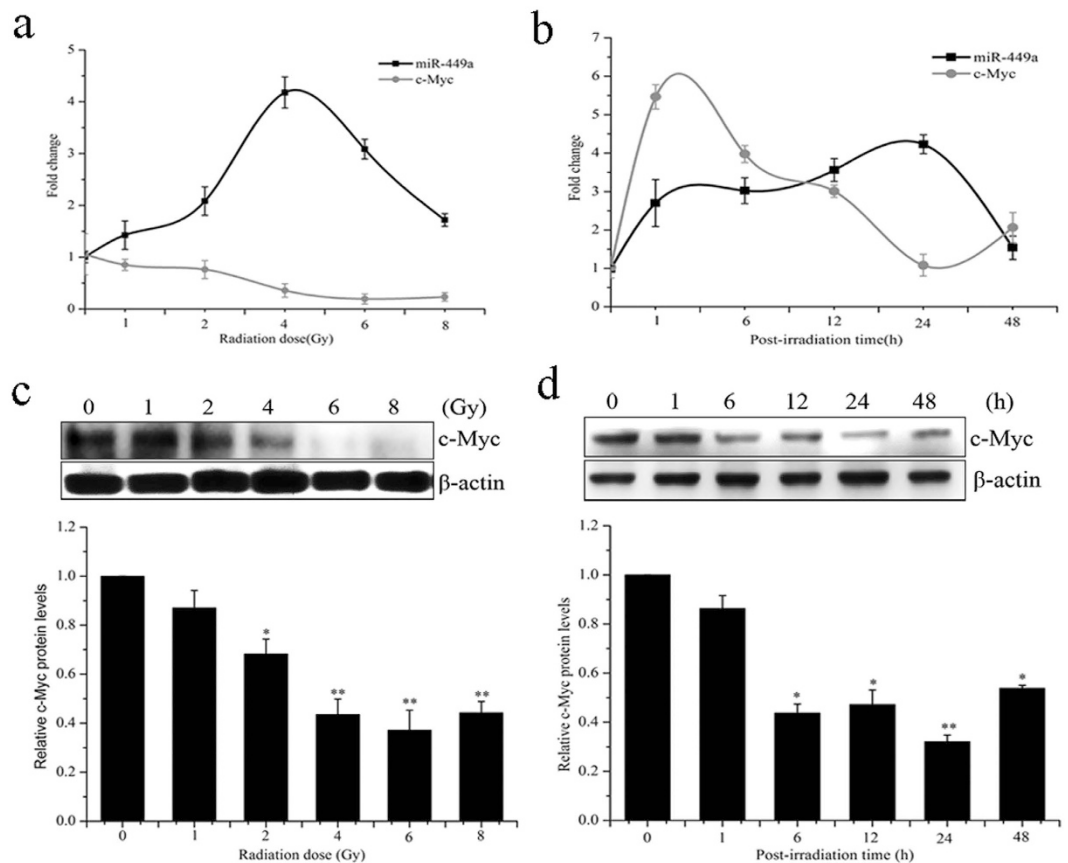 a
5
4
3
2
1
0
Fold change
miR-449a
c-Myc
1 2 4 6 8
Radiation dose(Gy)
b
7
6
5
4
3
2
1
0
Fold change
miR-449a
c-Myc
1 6 12 24 48
Post-irradiation time(h)
c
0 1 2 4 6 8 (Gy)
c-Myc
β-actin
1.2
1.0
0.8
0.6
0.4
0.2
0.0
Relative c-Myc protein levels
* ** ** **
0 1 2 4 6 8
Radiation dose (Gy)
d
0 1 6 12 24 48 (h)
c-Myc
β-actin
1.2
1.0
0.8
0.6
0.4
0.2
0.0
Relative c-Myc protein levels
* * ** *
0 1 6 12 24 48
Post-irradiation time (h)